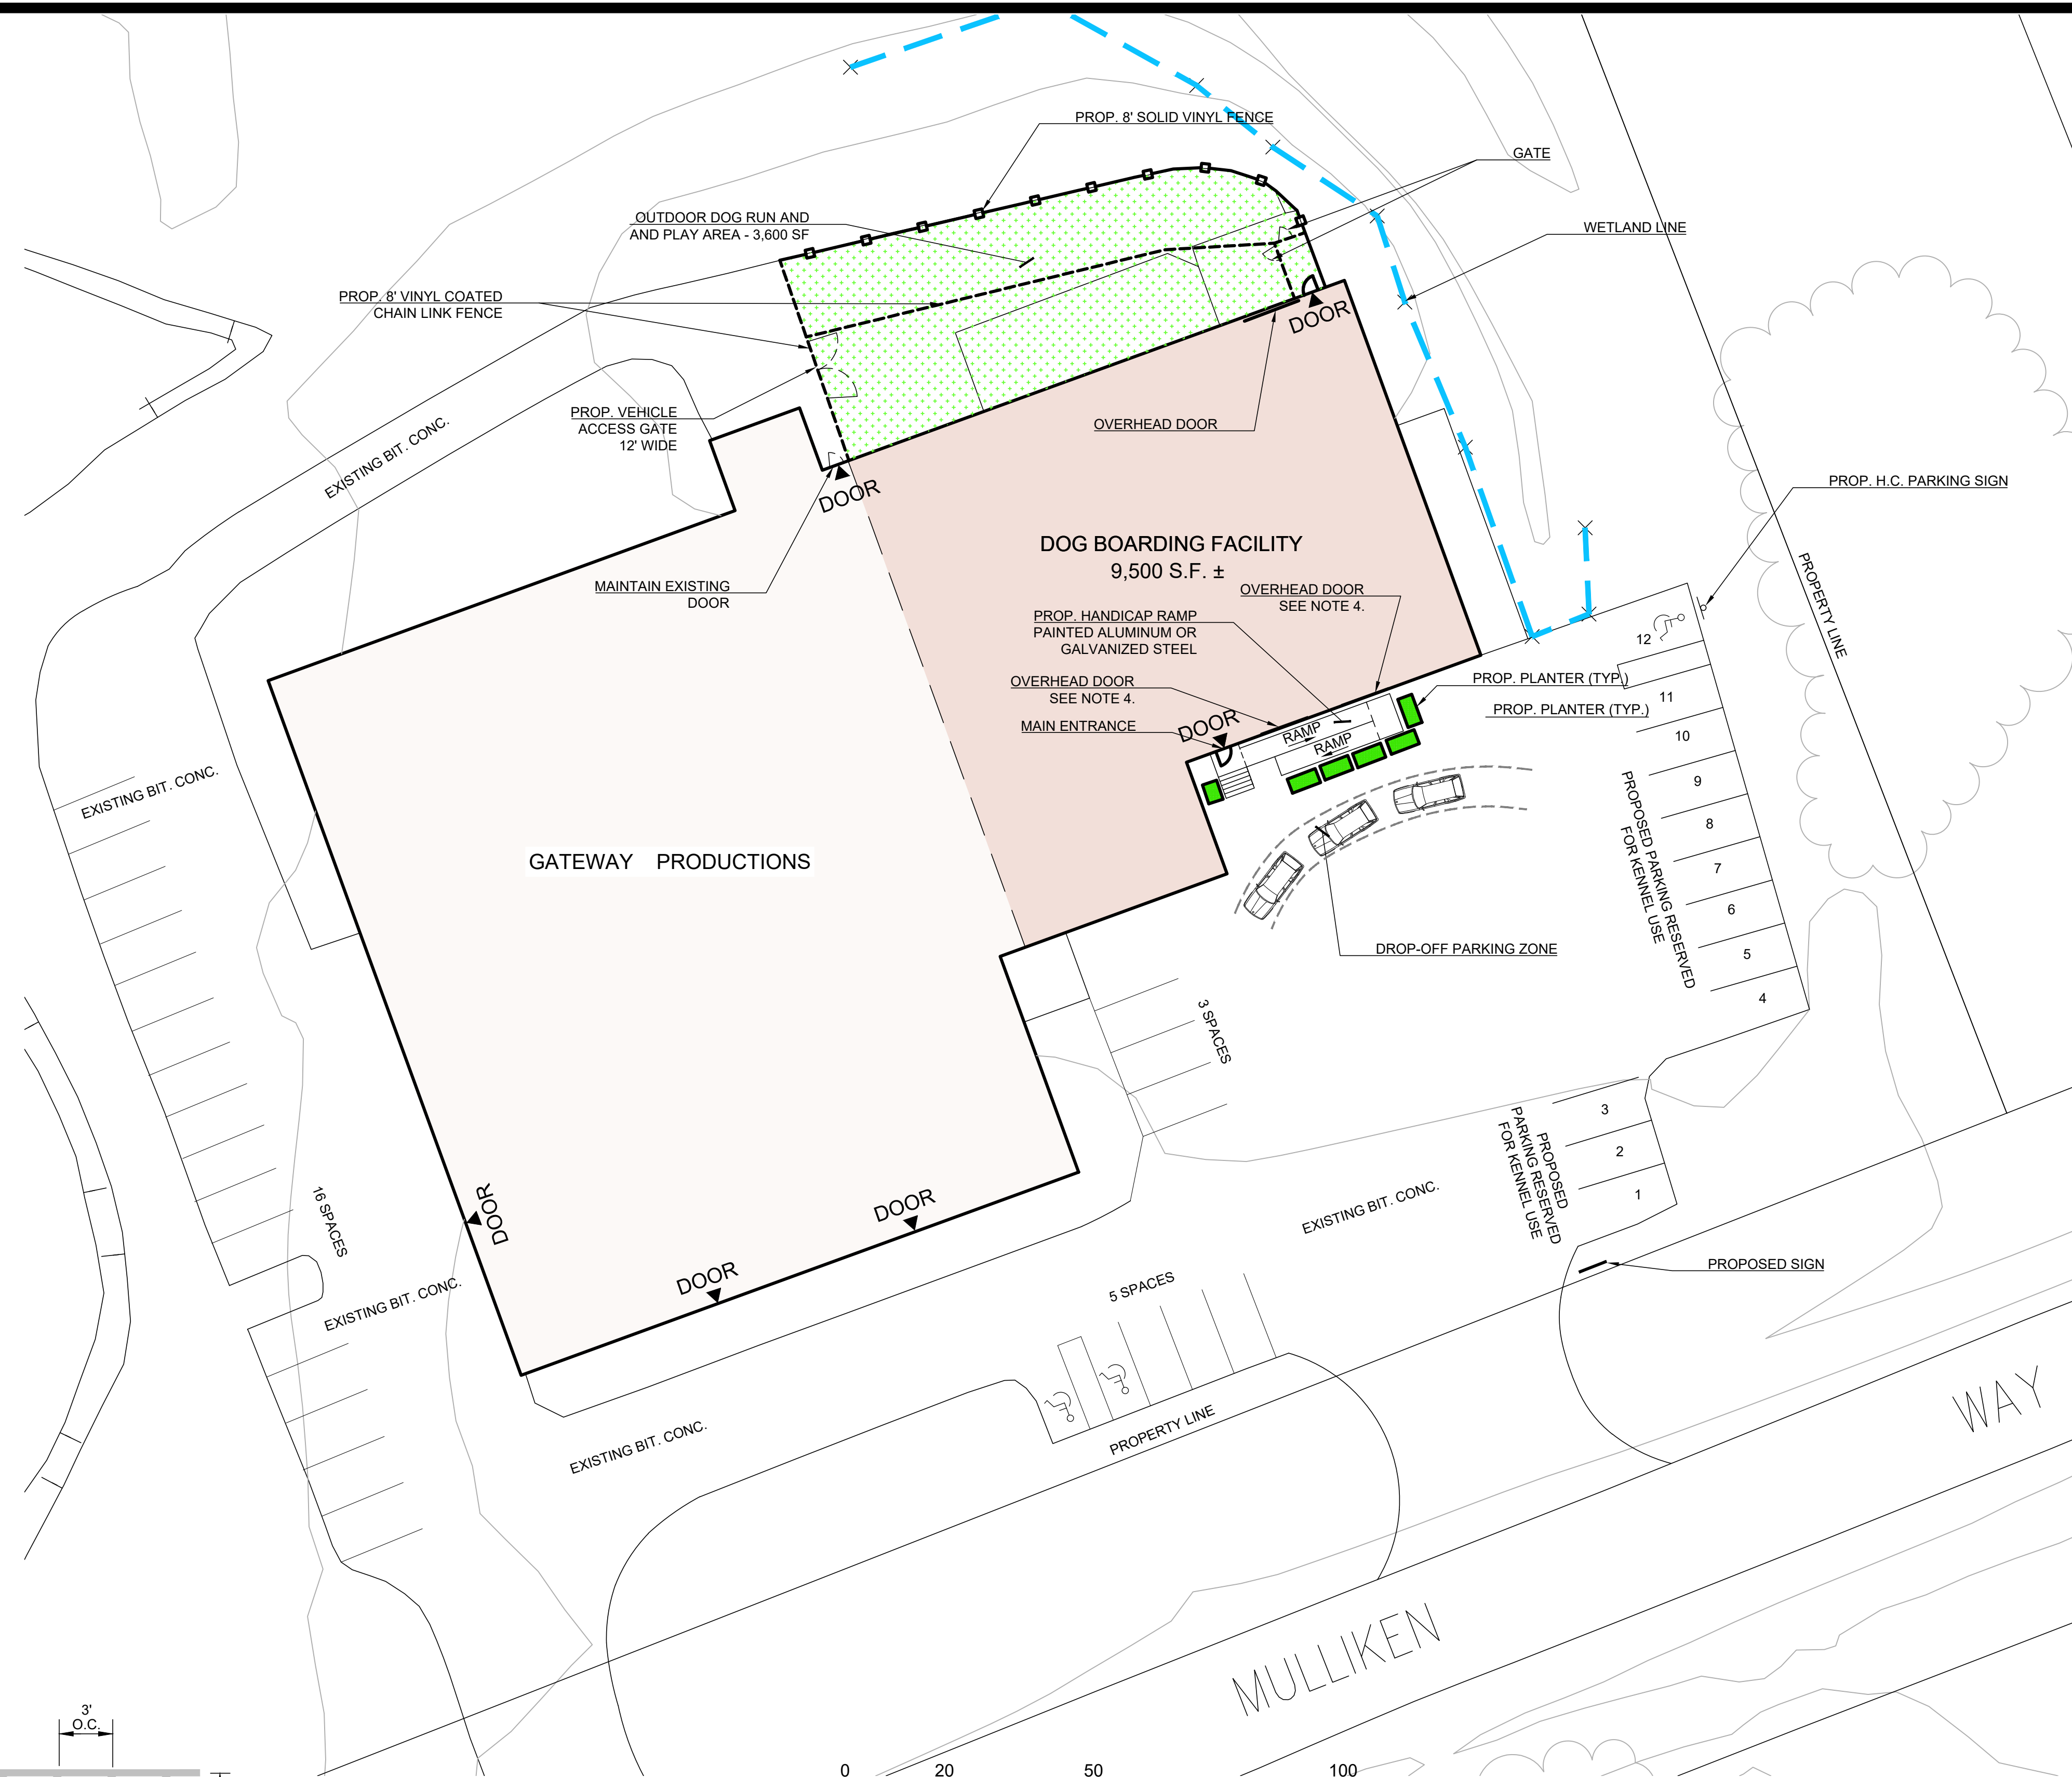 PROP. 8' SOLID VINYL FENCE
GATE
OUTDOOR DOG RUN AND
AND PLAY AREA - 3,600 SF
WETLAND LINE
PROP. 8' VINYL COATED
CHAIN LINK FENCE
DOOR
PROP. VEHICLE
ACCESS GATE
12' WIDE
OVERHEAD DOOR
EXISTING BIT. CONC.
DOOR
PROP. H.C. PARKING SIGN
DOG BOARDING FACILITY
9,500 S.F. ±
MAINTAIN EXISTING
DOOR
OVERHEAD DOOR
SEE NOTE 4.
PROP. HANDICAP RAMP
PAINTED ALUMINUM OR
GALVANIZED STEEL
PROPERTY LINE
12
OVERHEAD DOOR
SEE NOTE 4.
PROP. PLANTER (TYP.)
11
PROP. PLANTER (TYP.)
MAIN ENTRANCE
DOOR
RAMP
RAMP
10
9
8
7
6
5
4
PROPOSED PARKING RESERVED
FOR KENNEL USE
EXISTING BIT. CONC.
GATEWAY PRODUCTIONS
DROP-OFF PARKING ZONE
3 SPACES
3
2
1
PROPOSED
PARKING RESERVED
FOR KENNEL USE
16 SPACES
DOOR
DOOR
DOOR
EXISTING BIT. CONC.
PROPOSED SIGN
5 SPACES
EXISTING BIT. CONC.
EXISTING BIT. CONC.
PROPERTY LINE
MULLIKEN WAY
3'
O.C.
0 20 50 100